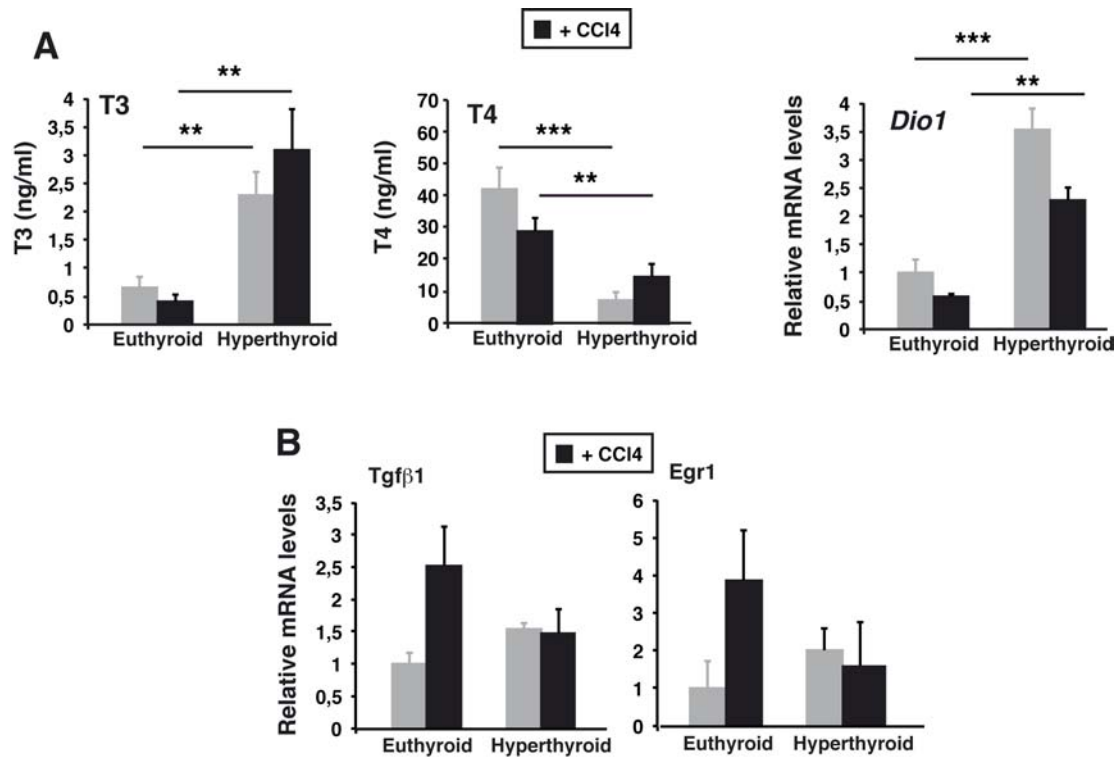 A
+ CCl4
T3
**
**
T3 (ng/ml)
4
3,5
3
2,5
2
1,5
1
0,5
0
Euthyroid Hyperthyroid
T4
***
**
T4 (ng/ml)
70
60
50
40
30
20
10
0
Euthyroid Hyperthyroid
***
**
Dio1
Relative mRNA levels
4
3,5
3
2,5
2
1,5
1
0,5
0
Euthyroid Hyperthyroid
B
+ CCl4
Tgfβ1
Relative mRNA levels
3,5
3
2,5
2
1,5
1
0,5
0
Euthyroid Hyperthyroid
Egr1
6
5
4
3
2
1
0
Euthyroid Hyperthyroid